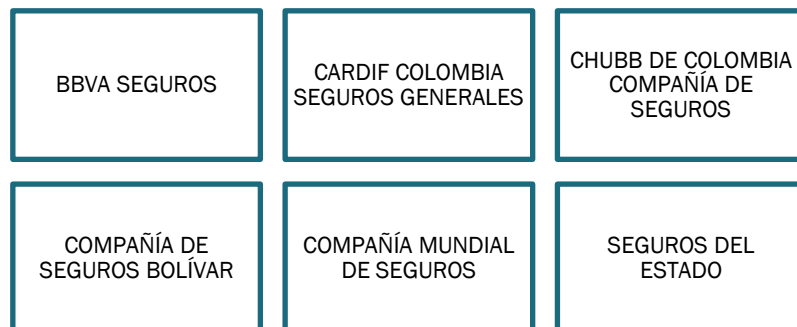 BBVA SEGUROS
CARDIF COLOMBIA
SEGUROS GENERALES
CHUBB DE COLOMBIA
COMPAÑÍA DE
SEGUROS
COMPAÑÍA DE
SEGUROS BOLÍVAR
COMPAÑÍA MUNDIAL
DE SEGUROS
SEGUROS DEL
ESTADO